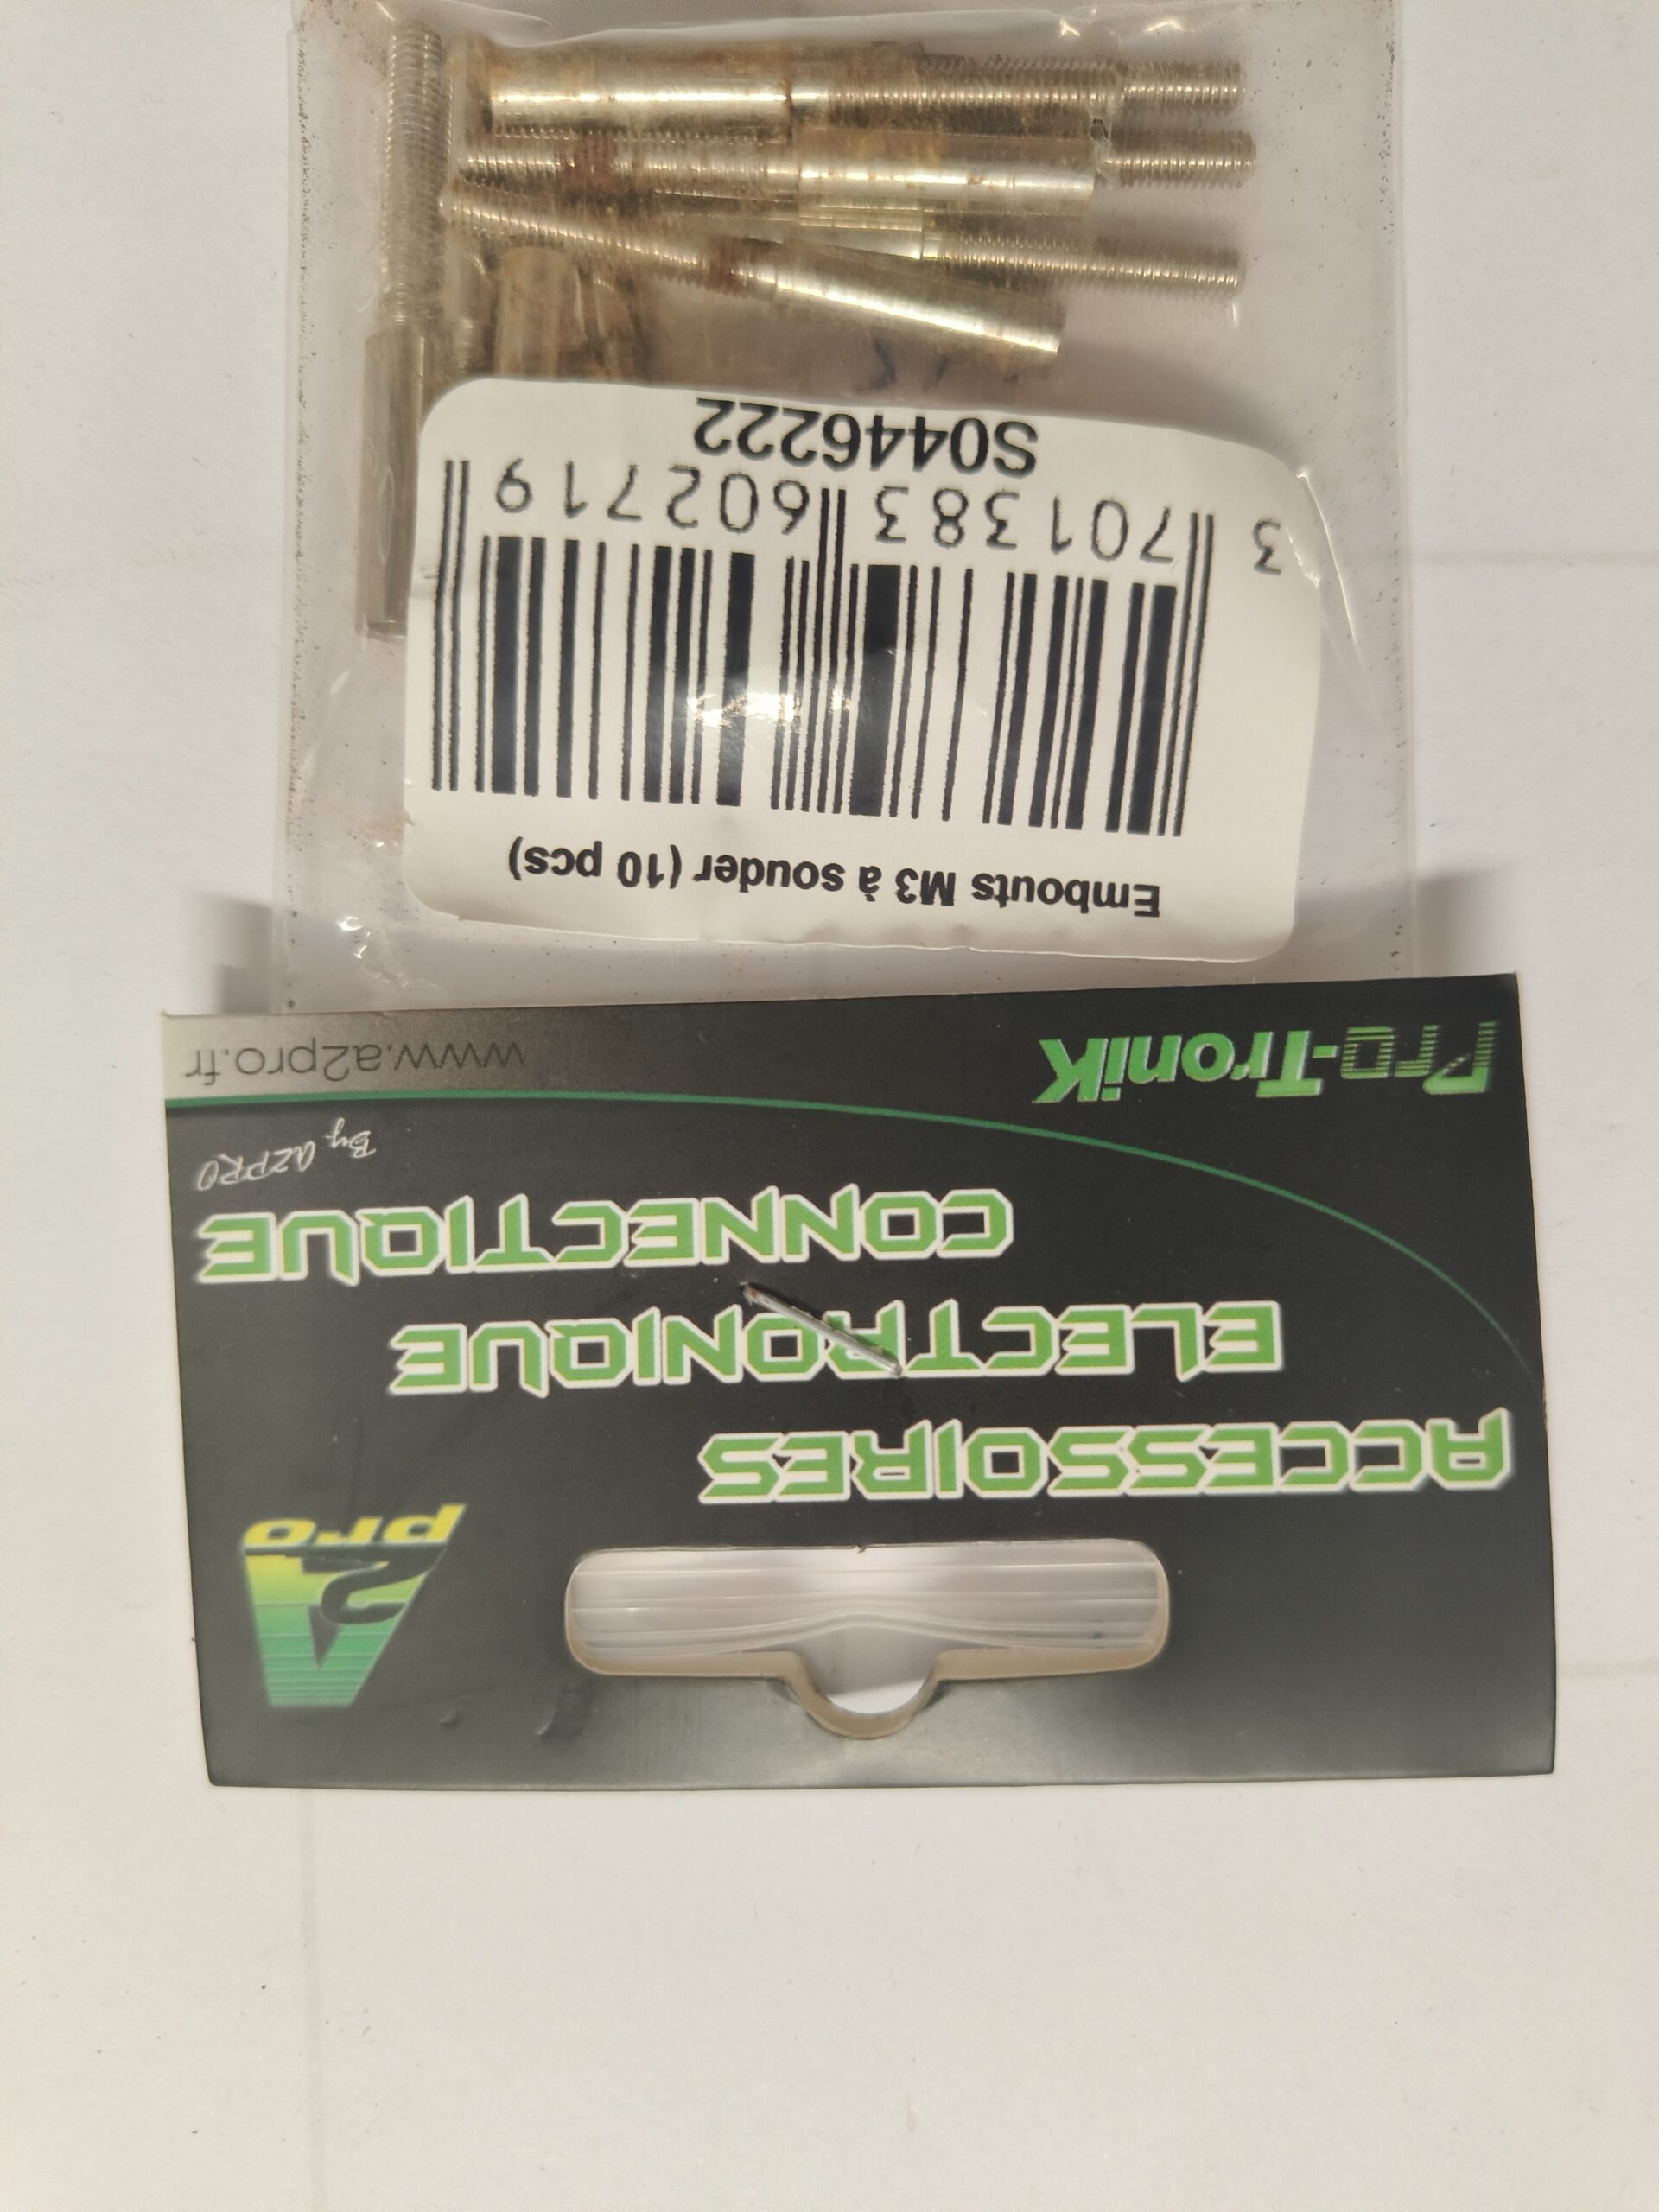 A2
pro
ACCESSOIRES
ELECTRONIQUE
CONNECTIQUE
By A2PRO
Pro-TroniK
www.a2pro.fr
Embouts M3 à souder (10 pcs)
3 701383 602719
S0446222